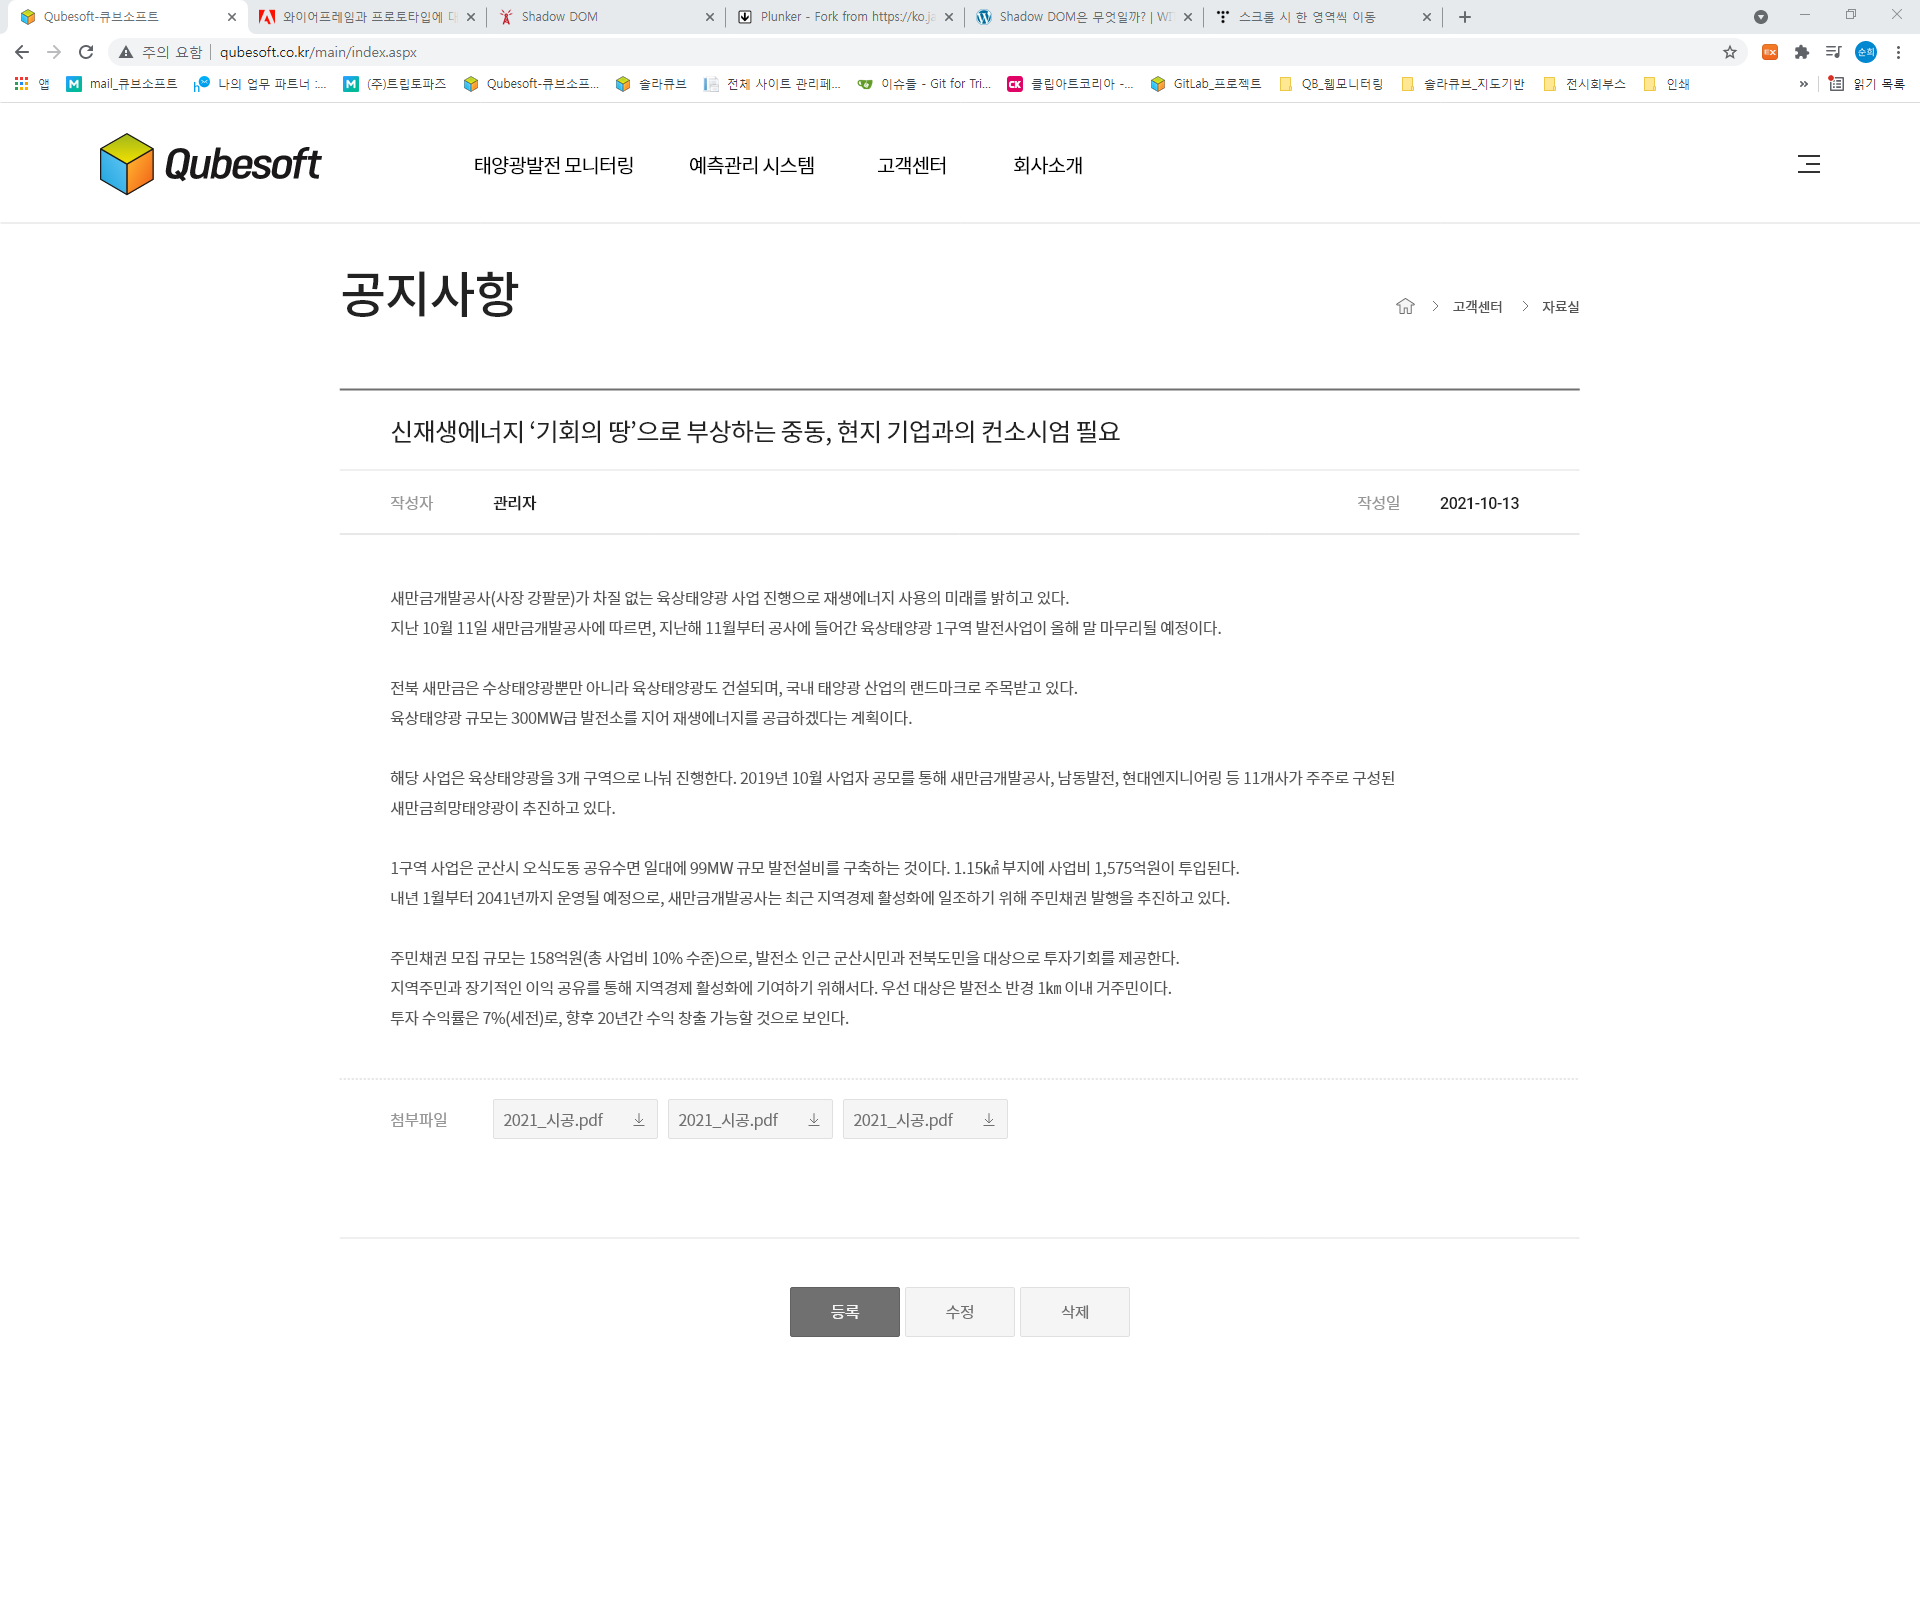 Qubesoft-큐브소프트
와이어프레임과 프로토타입에 대
Shadow DOM
Plunker - Fork from https://ko.ja
Shadow DOM은 무엇일까? | WI
스크롤 시 한 영역씩 이동
주의 요함
qubesoft.co.kr/main/index.aspx
순희
앱
mail_큐브소프트
나의 업무 파트너 :...
(주)트립토파즈
Qubesoft-큐브소프...
솔라큐브
전체 사이트 관리페...
이슈들 - Git for Tri...
클립아트코리아 -...
GitLab_프로젝트
QB_웹모니터링
솔라큐브_지도기반
전시회부스
인쇄
»
읽기 목록
Qubesoft
태양광발전 모니터링
예측관리 시스템
고객센터
회사소개
공지사항
고객센터
자료실
신재생에너지 ‘기회의 땅’으로 부상하는 중동, 현지 기업과의 컨소시엄 필요
작성자 관리자
작성일 2021-10-13
새만금개발공사(사장 강팔문)가 차질 없는 육상태양광 사업 진행으로 재생에너지 사용의 미래를 밝히고 있다.
지난 10월 11일 새만금개발공사에 따르면, 지난해 11월부터 공사에 들어간 육상태양광 1구역 발전사업이 올해 말 마무리될 예정이다.
전북 새만금은 수상태양광뿐만 아니라 육상태양광도 건설되며, 국내 태양광 산업의 랜드마크로 주목받고 있다.
육상태양광 규모는 300MW급 발전소를 지어 재생에너지를 공급하겠다는 계획이다.
해당 사업은 육상태양광을 3개 구역으로 나눠 진행한다. 2019년 10월 사업자 공모를 통해 새만금개발공사, 남동발전, 현대엔지니어링 등 11개사가 주주로 구성된
새만금희망태양광이 추진하고 있다.
1구역 사업은 군산시 오식도동 공유수면 일대에 99MW 규모 발전설비를 구축하는 것이다. 1.15㎢ 부지에 사업비 1,575억원이 투입된다.
내년 1월부터 2041년까지 운영될 예정으로, 새만금개발공사는 최근 지역경제 활성화에 일조하기 위해 주민채권 발행을 추진하고 있다.
주민채권 모집 규모는 158억원(총 사업비 10% 수준)으로, 발전소 인근 군산시민과 전북도민을 대상으로 투자기회를 제공한다.
지역주민과 장기적인 이익 공유를 통해 지역경제 활성화에 기여하기 위해서다. 우선 대상은 발전소 반경 1㎞ 이내 거주민이다.
투자 수익률은 7%(세전)로, 향후 20년간 수익 창출 가능할 것으로 보인다.
첨부파일
2021_시공.pdf
2021_시공.pdf
2021_시공.pdf
등록
수정
삭제